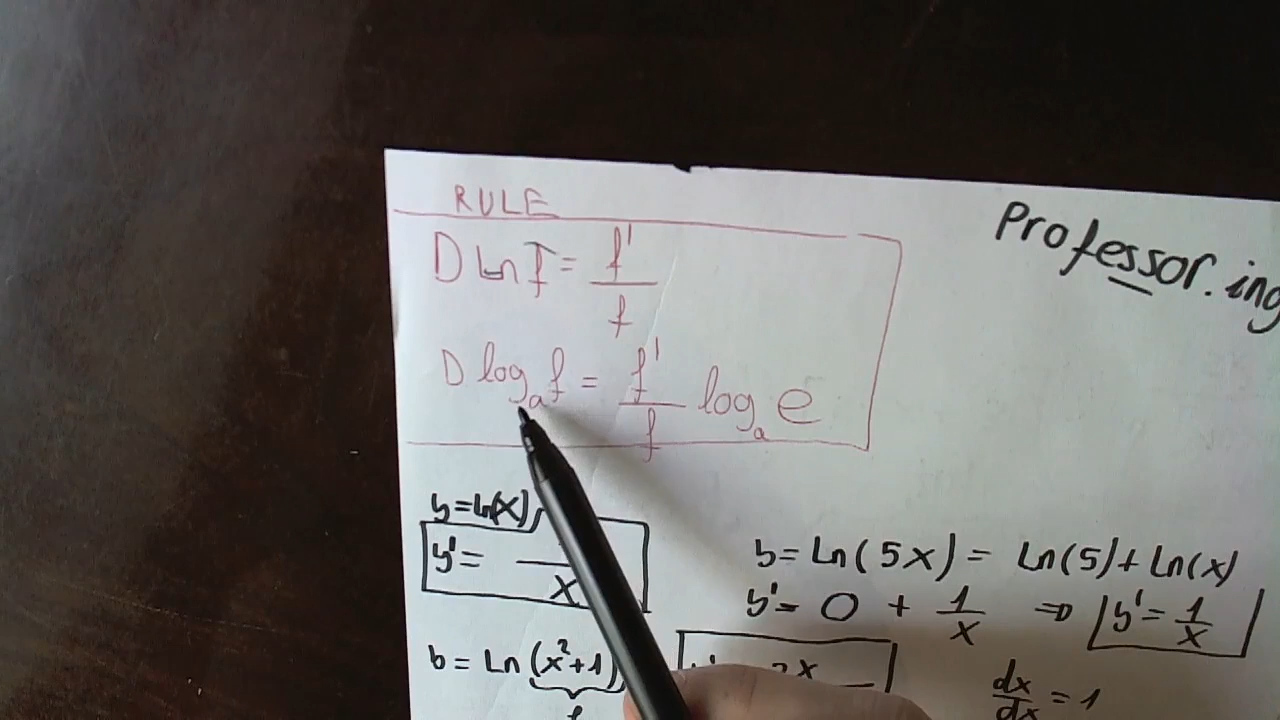 RULE
D Ln f = f'/f
D log_a f = f'/f log_a e
Professor.ing
y = ln(x)
y' = /x
y = Ln(5x) = Ln(5) + Ln(x)
y' = 0 + 1/x ⇒ y' = 1/x
y = Ln(x²+1)
2x
dx/dx = 1